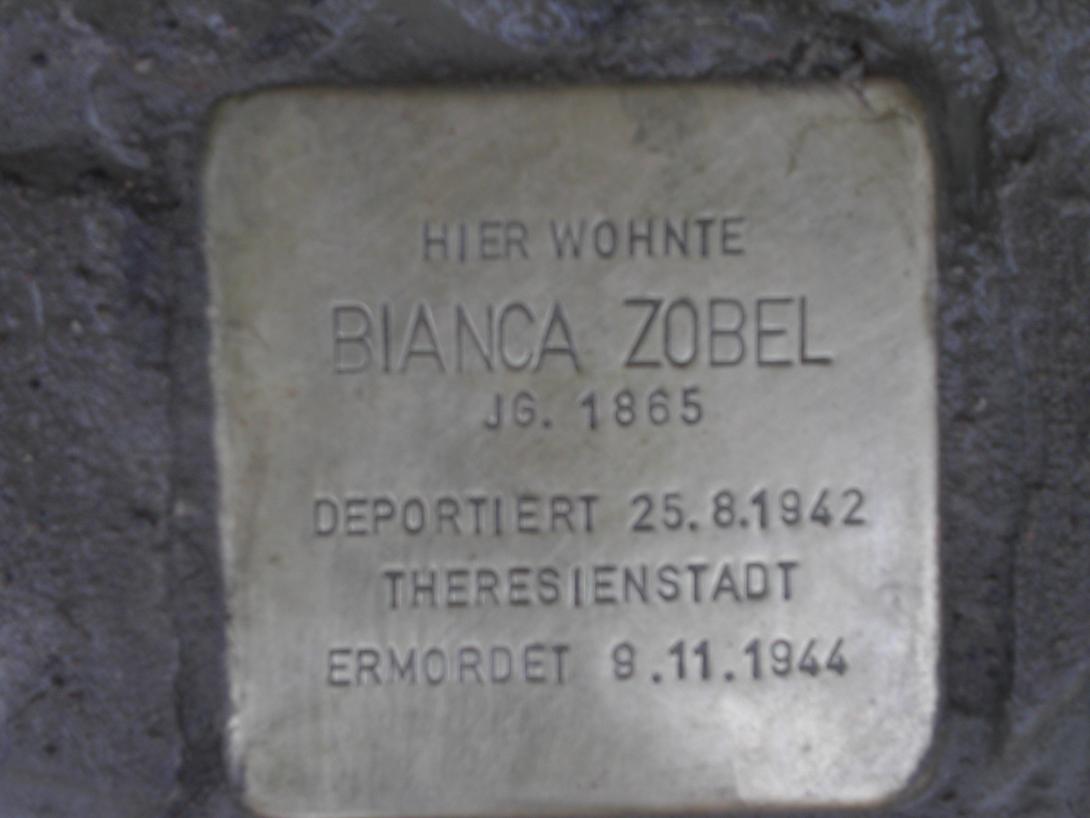 HIER WOHNTE
BIANCA ZOBEL
JG. 1865
DEPORTIERT 25.8.1942
THERESIENSTADT
ERMORDET 9.11.1944